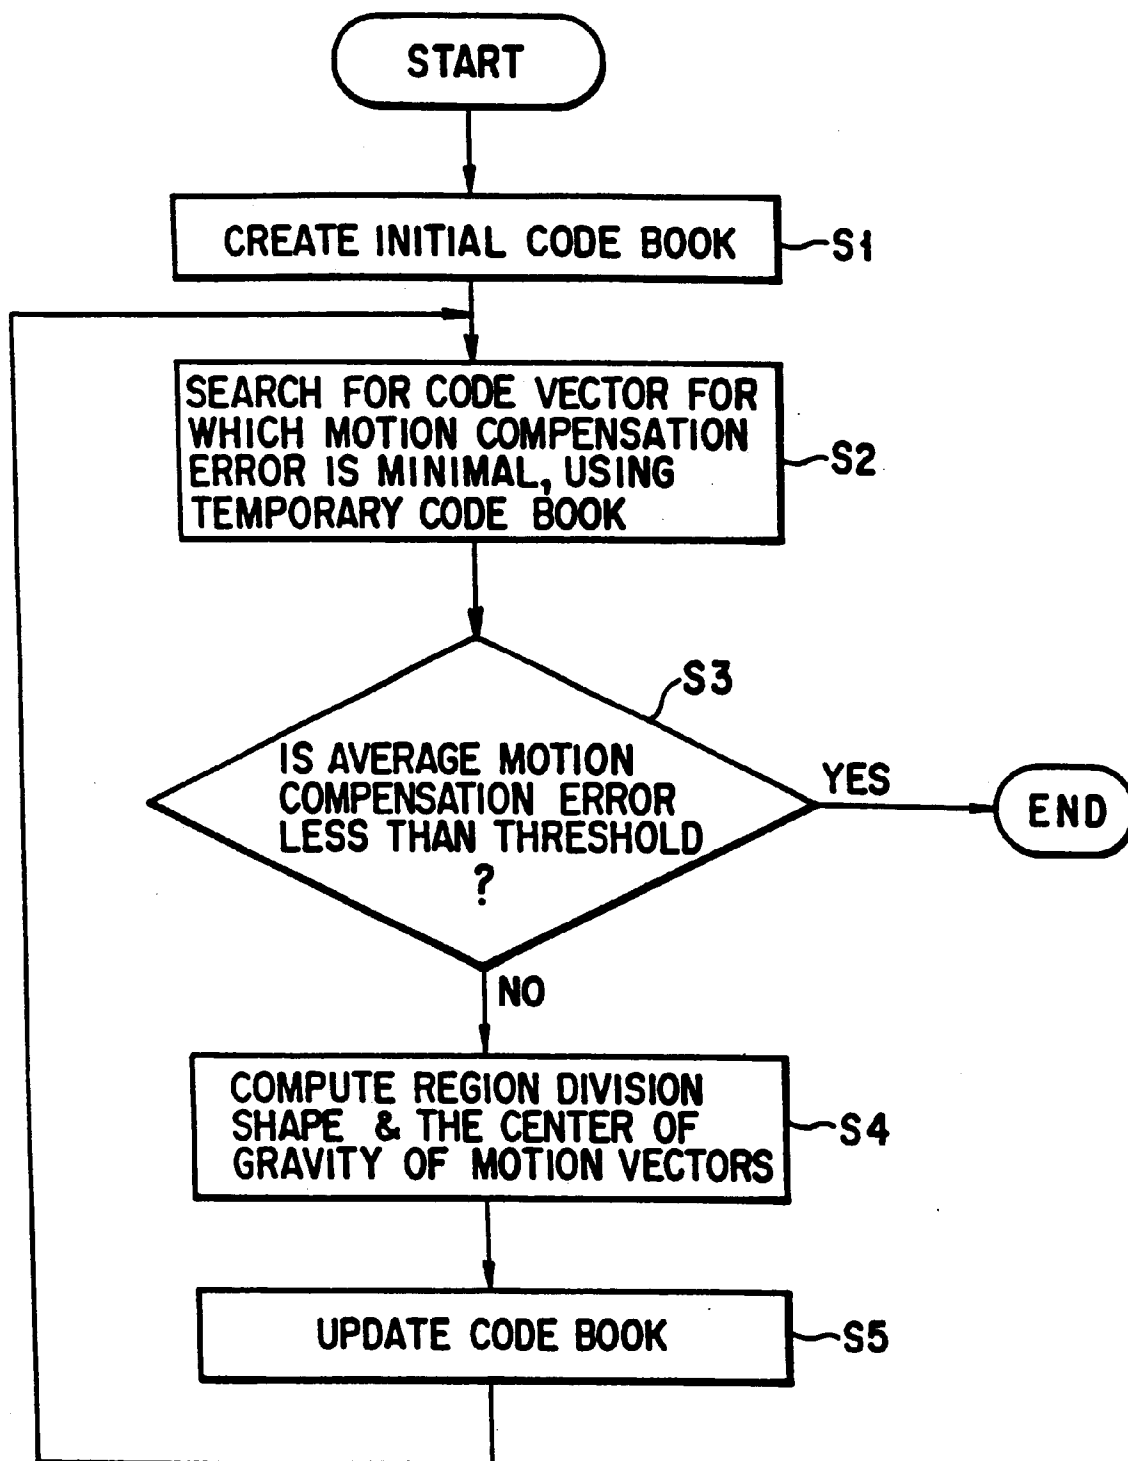 START
CREATE INITIAL CODE BOOK
S1
SEARCH FOR CODE VECTOR FOR
WHICH MOTION COMPENSATION
ERROR IS MINIMAL, USING
TEMPORARY CODE BOOK
S2
S3
IS AVERAGE MOTION
COMPENSATION ERROR
LESS THAN THRESHOLD
?
YES
END
NO
COMPUTE REGION DIVISION
SHAPE & THE CENTER OF
GRAVITY OF MOTION VECTORS
S4
UPDATE CODE BOOK
S5